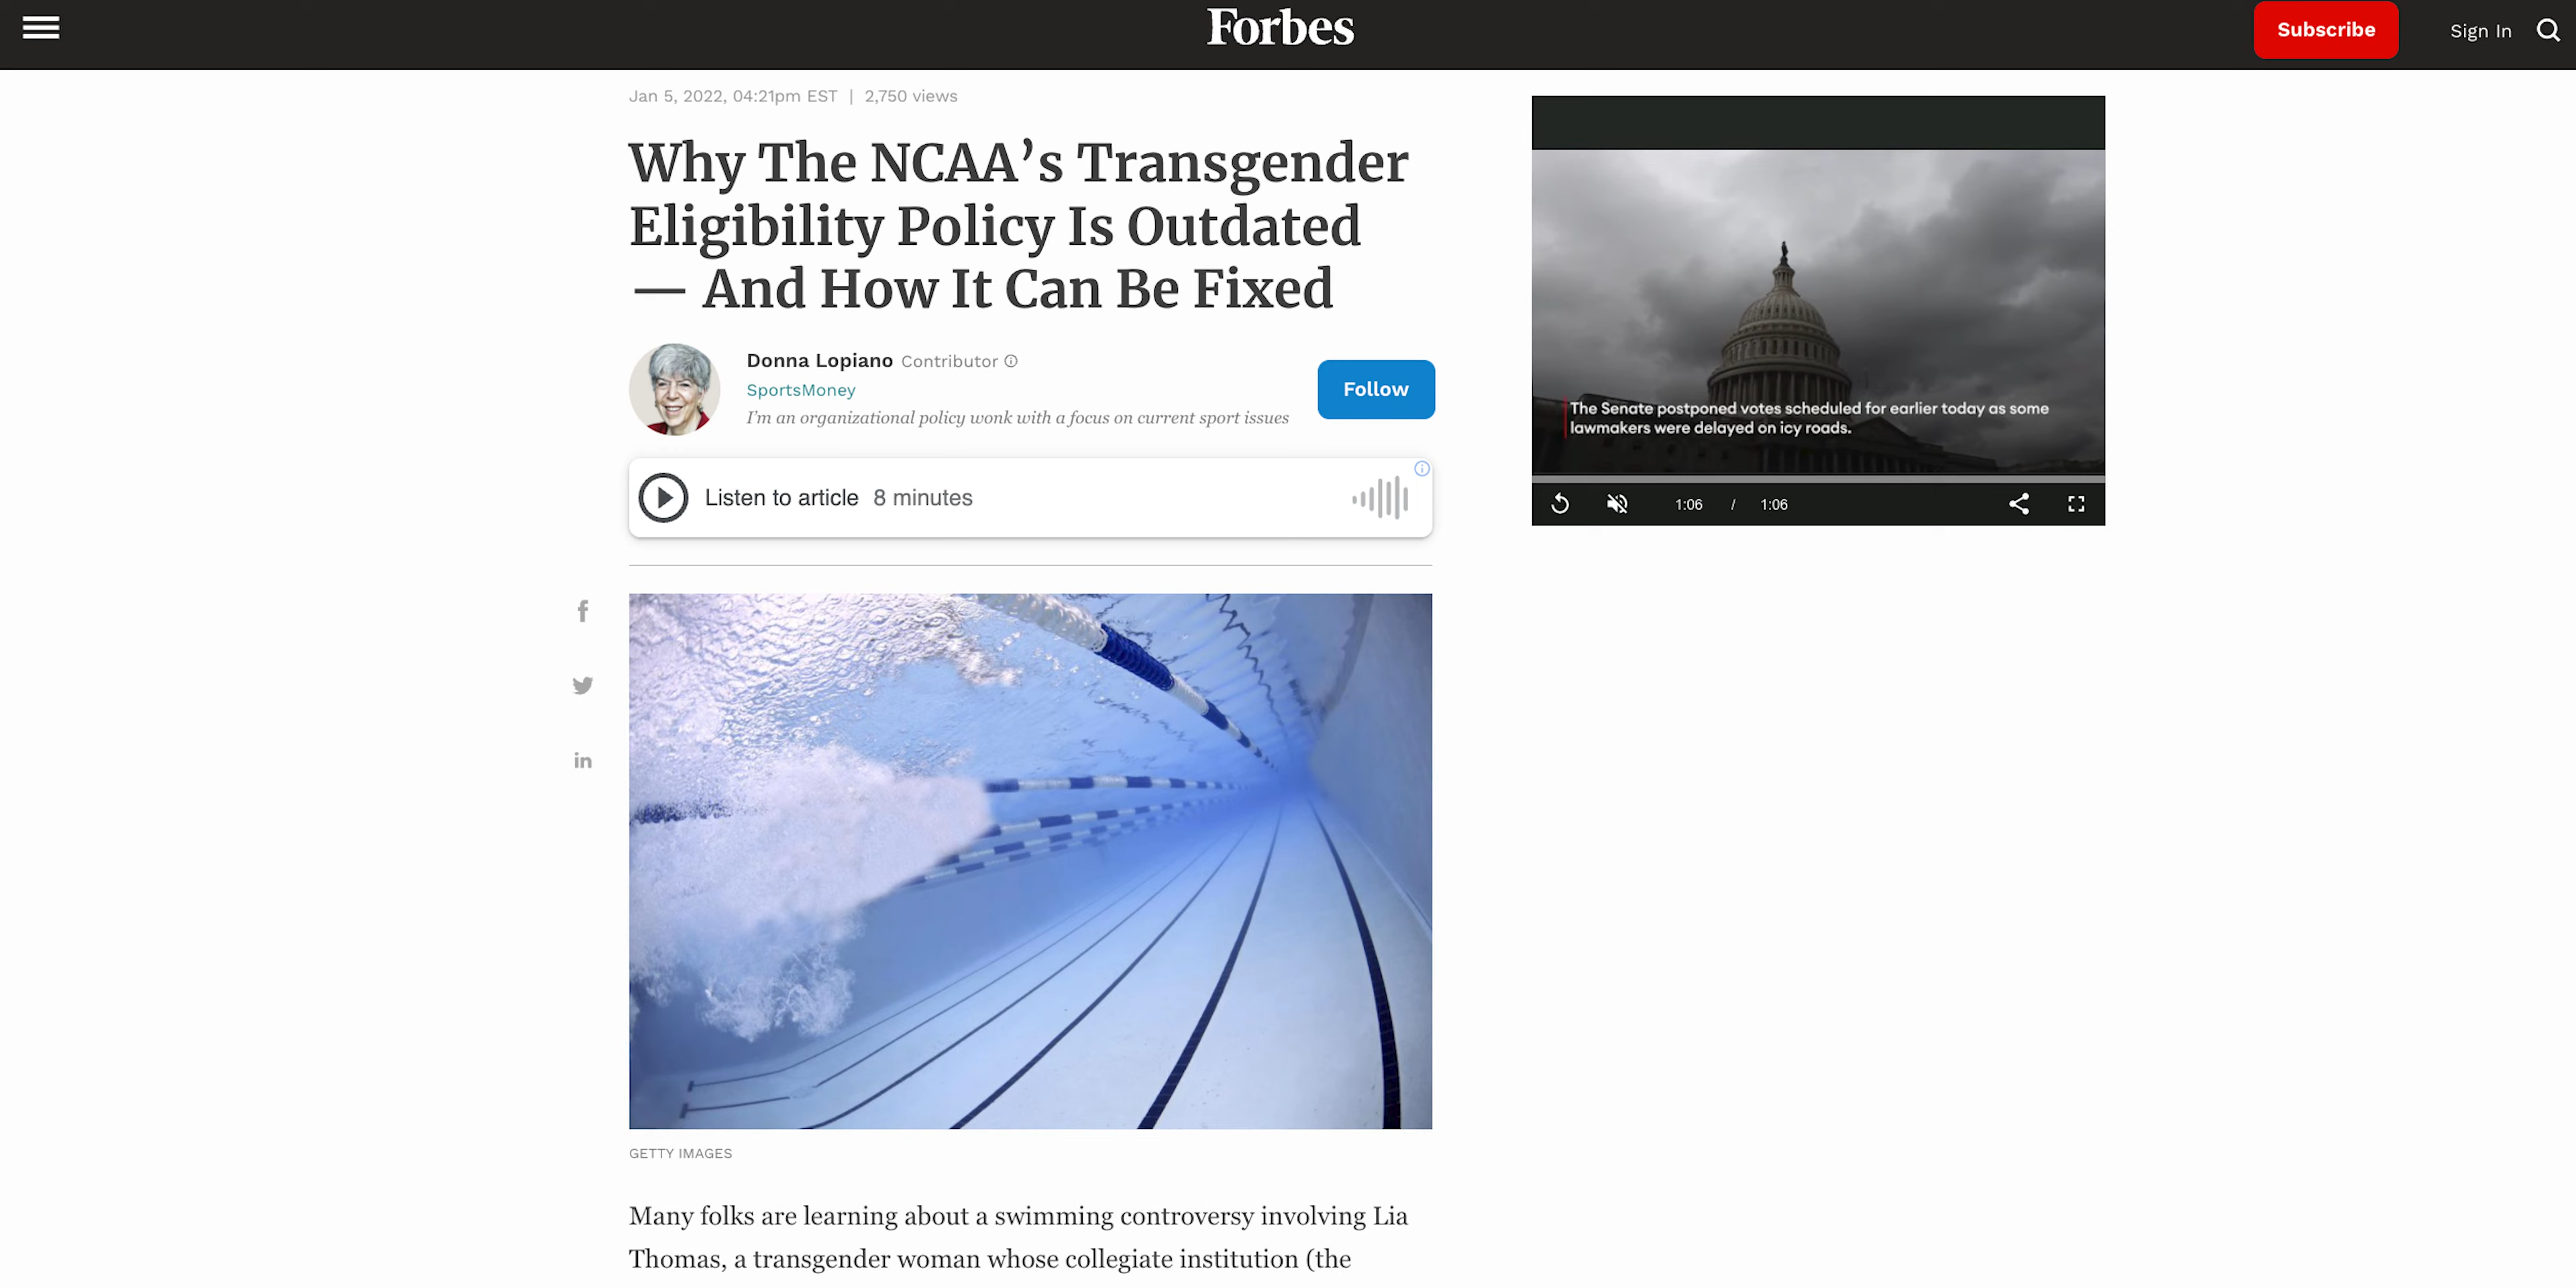 Forbes
Subscribe
Sign In
Jan 5, 2022, 04:21pm EST | 2,750 views
Why The NCAA’s Transgender
Eligibility Policy Is Outdated
— And How It Can Be Fixed
Donna Lopiano Contributor
SportsMoney
I'm an organizational policy wonk with a focus on current sport issues
Follow
Listen to article 8 minutes
The Senate postponed votes scheduled for earlier today as some
lawmakers were delayed on icy roads.
1:06 / 1:06
GETTY IMAGES
Many folks are learning about a swimming controversy involving Lia
Thomas, a transgender woman whose collegiate institution (the